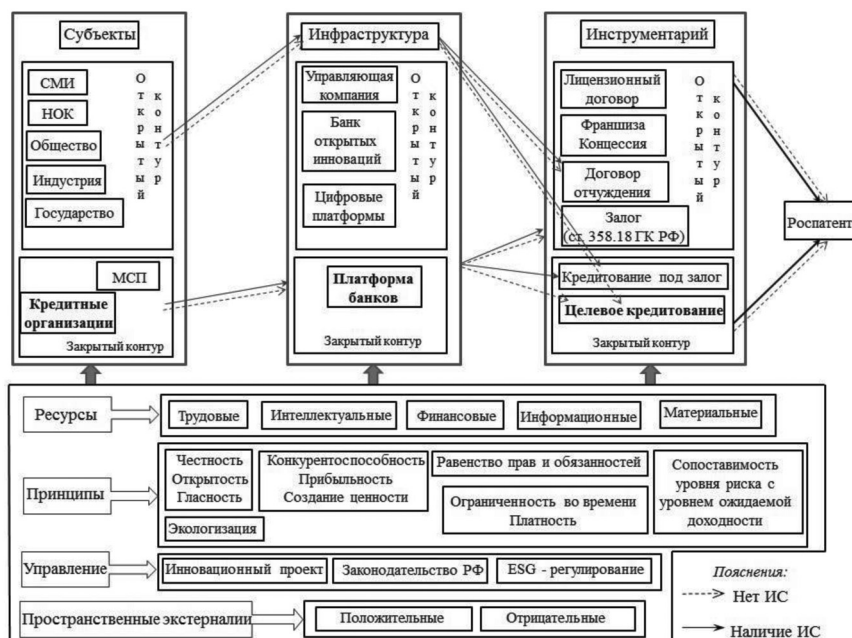 Субъекты
СМИ
НОК
Общество
Индустрия
Государство
Открытый
контур
МСП
Кредитные
организации
Закрытый контур
Инфраструктура
Управляющая
компания
Банк
открытых
инноваций
Цифровые
платформы
Открытый
контур
Платформа
банков
Закрытый контур
Инструментарий
Лицензионный
договор
Франшиза
Концессия
Договор
отчуждения
Залог
(ст. 358.18 ГК РФ)
Открытый
контур
Кредитование под залог
Целевое кредитование
Закрытый контур
Роспатент
Ресурсы
Трудовые
Интеллектуальные
Финансовые
Информационные
Материальные
Принципы
Честность
Открытость
Гласность
Экологизация
Конкурентоспособность
Прибыльность
Создание ценности
Равенство прав и обязанностей
Ограниченность во времени
Платность
Сопоставимость
уровня риска с
уровнем ожидаемой
доходности
Управление
Инновационный проект
Законодательство РФ
ESG - регулирование
Пространственные экстерналии
Положительные
Отрицательные
Пояснения:
Нет ИС
Наличие ИС